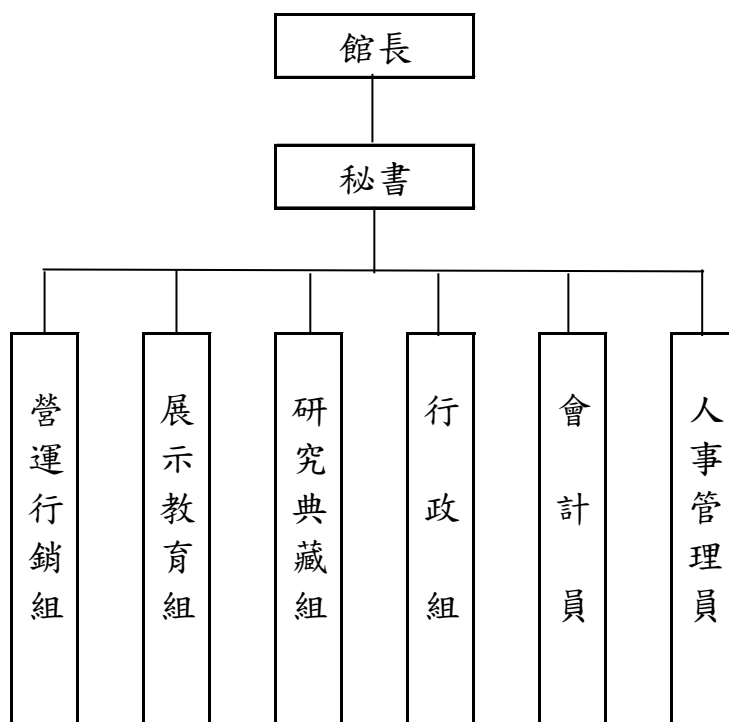 館長
秘書
營運行銷組
展示教育組
研究典藏組
行政組
會計員
人事管理員